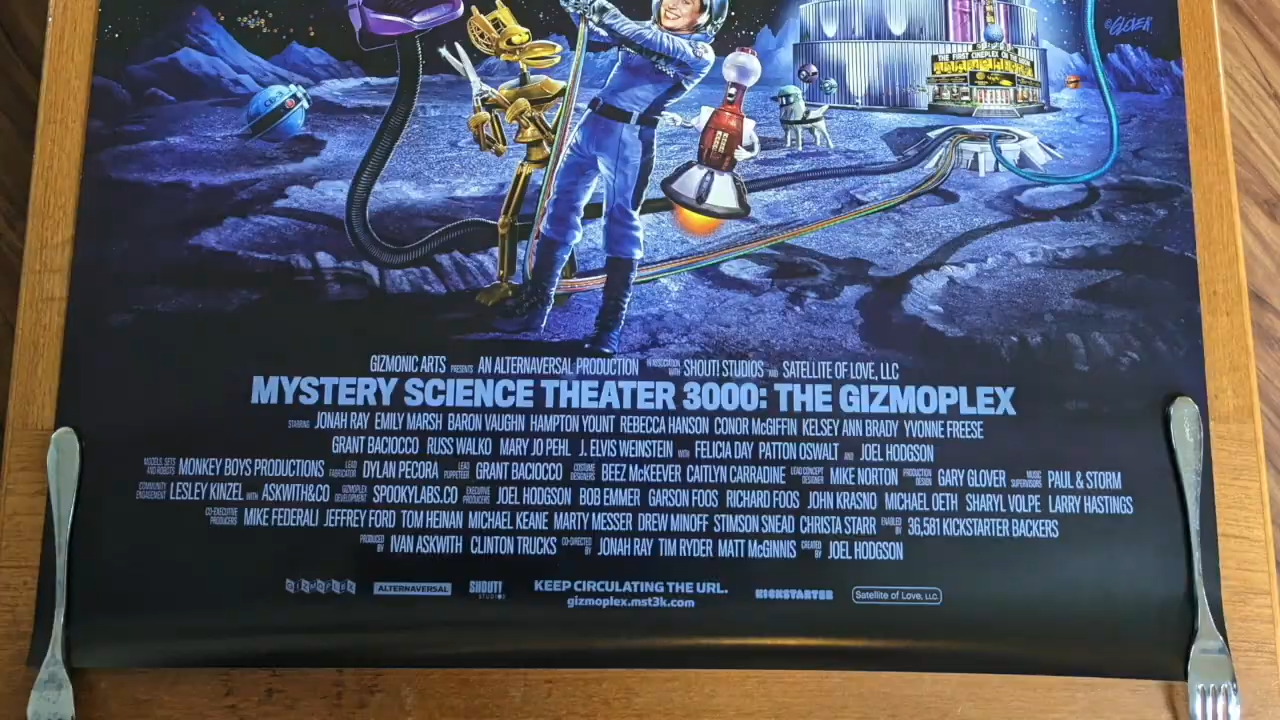 ©GLOVER
THE FIRST CINEPLEX ON THE MOON
GIZMONIC ARTS PRESENTS AN ALTERNAVERSAL PRODUCTION IN ASSOCIATION WITH SHOUT! STUDIOS AND SATELLITE OF LOVE, LLC
MYSTERY SCIENCE THEATER 3000: THE GIZMOPLEX
STARRING JONAH RAY EMILY MARSH BARON VAUGHN HAMPTON YOUNT REBECCA HANSON CONOR McGIFFIN KELSEY ANN BRADY YVONNE FREESE
GRANT BACIOCCO RUSS WALKO MARY JO PEHL J. ELVIS WEINSTEIN WITH FELICIA DAY PATTON OSWALT AND JOEL HODGSON
MODELS, SETS AND ROBOTS MONKEY BOYS PRODUCTIONS LEAD FABRICATOR DYLAN PECORA LEAD PUPPETEER GRANT BACIOCCO COSTUME DESIGNERS BEEZ McKEEVER CAITLYN CARRADINE LEAD CONCEPT DESIGNER MIKE NORTON PRODUCTION DESIGN GARY GLOVER MUSIC SUPERVISORS PAUL & STORM
COMMUNITY ENGAGEMENT LESLEY KINZEL WITH ASKWITH&CO GIZMOPLEX DEVELOPMENT SPOOKYLABS.CO EXECUTIVE PRODUCERS JOEL HODGSON BOB EMMER GARSON FOOS RICHARD FOOS JOHN KRASNO MICHAEL OETH SHARYL VOLPE LARRY HASTINGS
CO-EXECUTIVE PRODUCERS MIKE FEDERALI JEFFREY FORD TOM HEINAN MICHAEL KEANE MARTY MESSER DREW MINOFF STIMSON SNEAD CHRISTA STARR ENABLED BY 36,581 KICKSTARTER BACKERS
PRODUCED BY IVAN ASKWITH CLINTON TRUCKS CO-DIRECTED BY JONAH RAY TIM RYDER MATT McGINNIS CREATED BY JOEL HODGSON
GIZMOPLEX ALTERNAVERSAL SHOUT! STUDIOS KEEP CIRCULATING THE URL. KICKSTARTER Satellite of Love, LLC.
gizmoplex.mst3k.com